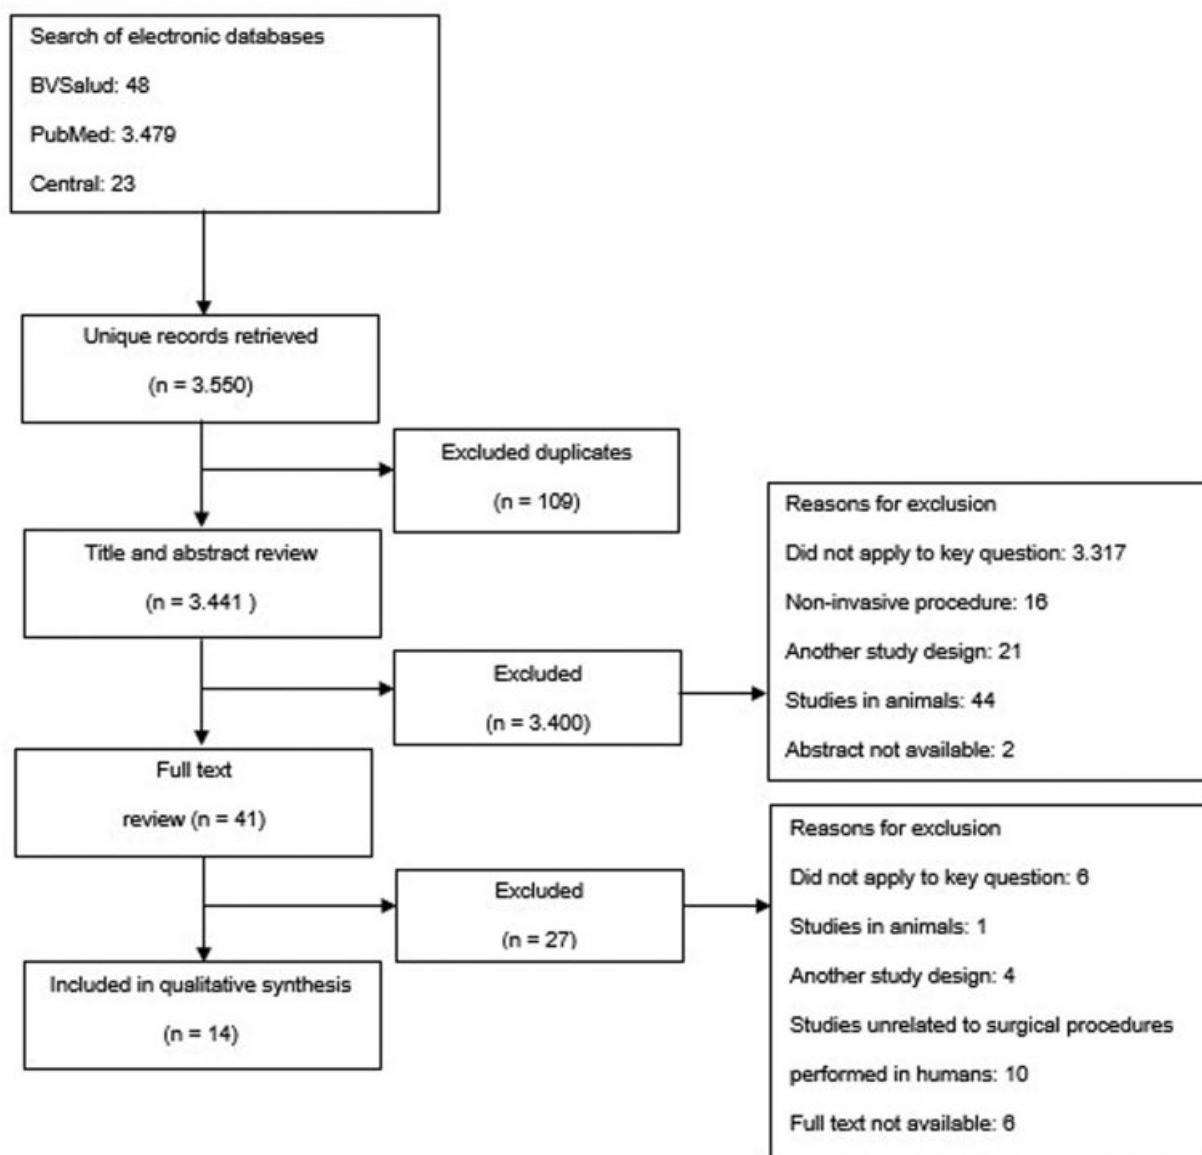 Search of electronic databases
BVSalud: 48
PubMed: 3.479
Central: 23
Unique records retrieved
(n = 3.550)
Excluded duplicates
(n = 109)
Title and abstract review
(n = 3.441 )
Excluded
(n = 3.400)
Reasons for exclusion
Did not apply to key question: 3.317
Non-invasive procedure: 16
Another study design: 21
Studies in animals: 44
Abstract not available: 2
Full text
review (n = 41)
Excluded
(n = 27)
Reasons for exclusion
Did not apply to key question: 6
Studies in animals: 1
Another study design: 4
Studies unrelated to surgical procedures
performed in humans: 10
Full text not available: 6
Included in qualitative synthesis
(n = 14)